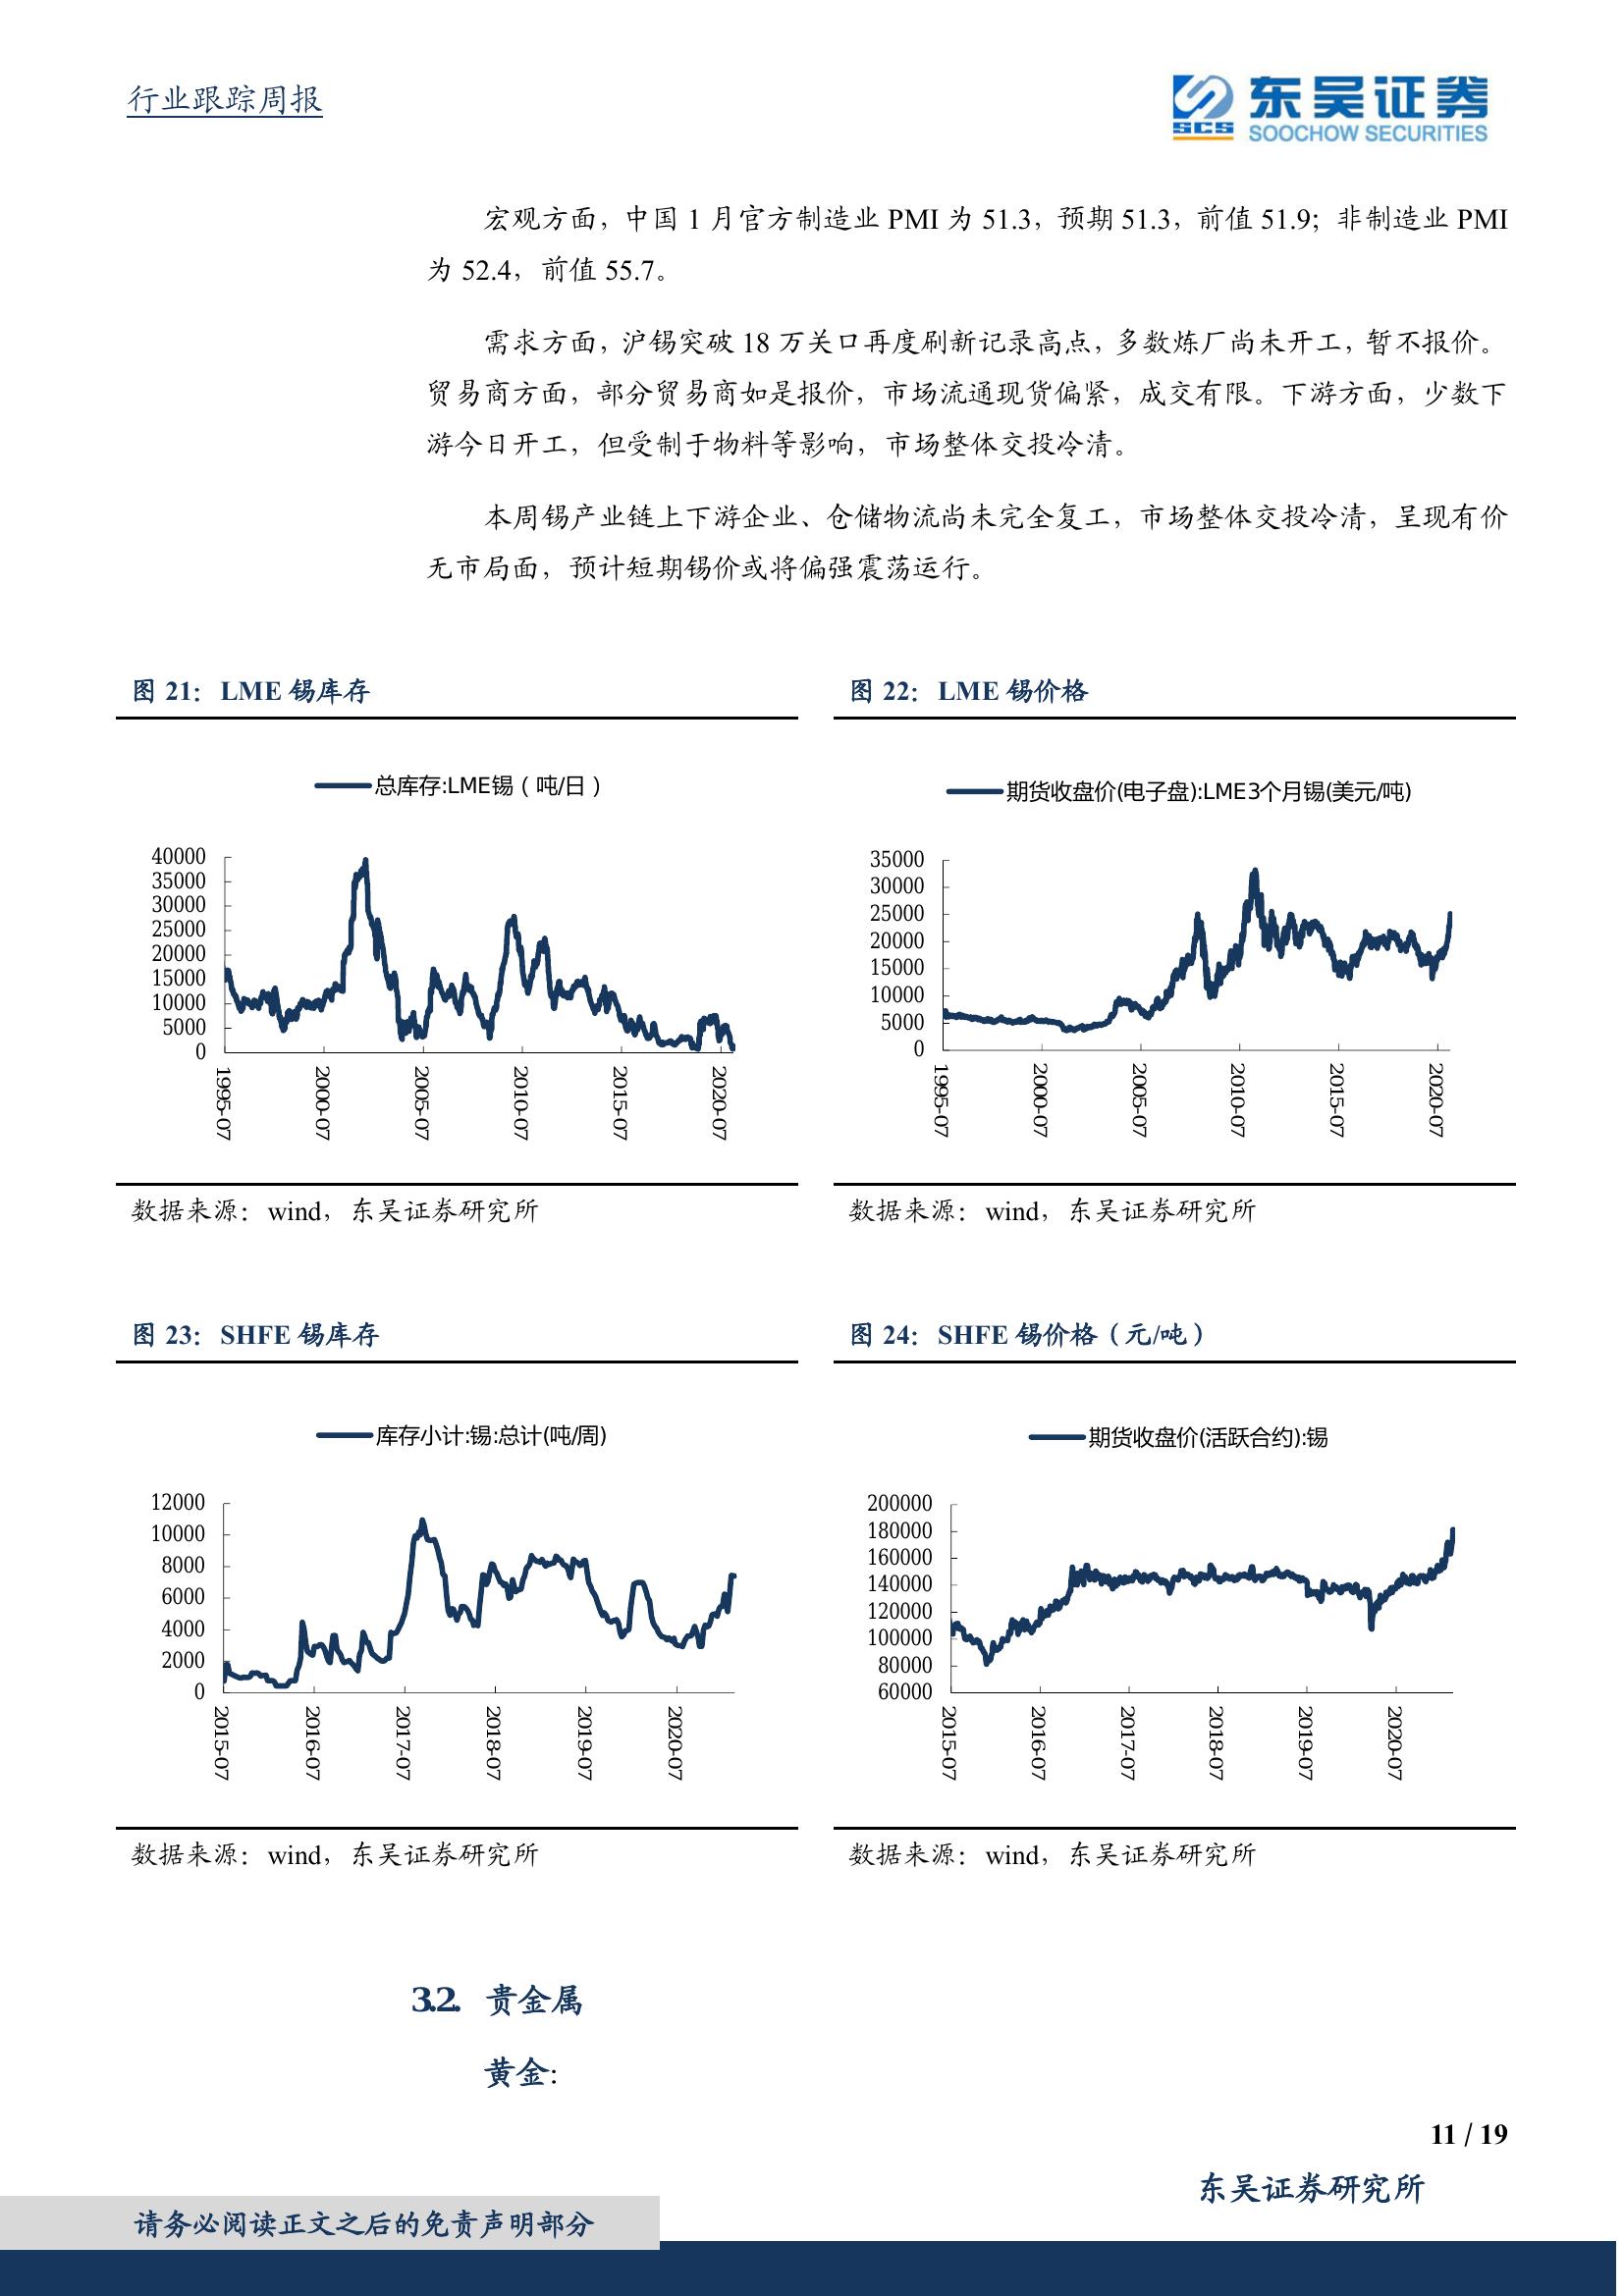 行业跟踪周报
东吴证券
SCS
SOOCHOW SECURITIES
宏观方面，中国 1 月官方制造业 PMI 为 51.3，预期 51.3，前值 51.9；非制造业 PMI
为 52.4，前值 55.7。
需求方面，沪锡突破 18 万关口再度刷新记录高点，多数炼厂尚未开工，暂不报价。
贸易商方面，部分贸易商如是报价，市场流通现货偏紧，成交有限。下游方面，少数下
游今日开工，但受制于物料等影响，市场整体交投冷清。
本周锡产业链上下游企业、仓储物流尚未完全复工，市场整体交投冷清，呈现有价
无市局面，预计短期锡价或将偏强震荡运行。
图 21： LME 锡库存
总库存:LME锡（吨/日）
40000
35000
30000
25000
20000
15000
10000
5000
0
1995-07
2000-07
2005-07
2010-07
2015-07
2020-07
数据来源：wind，东吴证券研究所
图 22： LME 锡价格
期货收盘价(电子盘):LME3个月锡(美元/吨)
35000
30000
25000
20000
15000
10000
5000
0
1995-07
2000-07
2005-07
2010-07
2015-07
2020-07
数据来源：wind，东吴证券研究所
图 23： SHFE 锡库存
库存小计:锡:总计(吨/周)
12000
10000
8000
6000
4000
2000
0
2015-07
2016-07
2017-07
2018-07
2019-07
2020-07
数据来源：wind，东吴证券研究所
图 24： SHFE 锡价格（元/吨）
期货收盘价(活跃合约):锡
200000
180000
160000
140000
120000
100000
80000
60000
2015-07
2016-07
2017-07
2018-07
2019-07
2020-07
数据来源：wind，东吴证券研究所
3.2. 贵金属
黄金：
11 / 19
东吴证券研究所
请务必阅读正文之后的免责声明部分